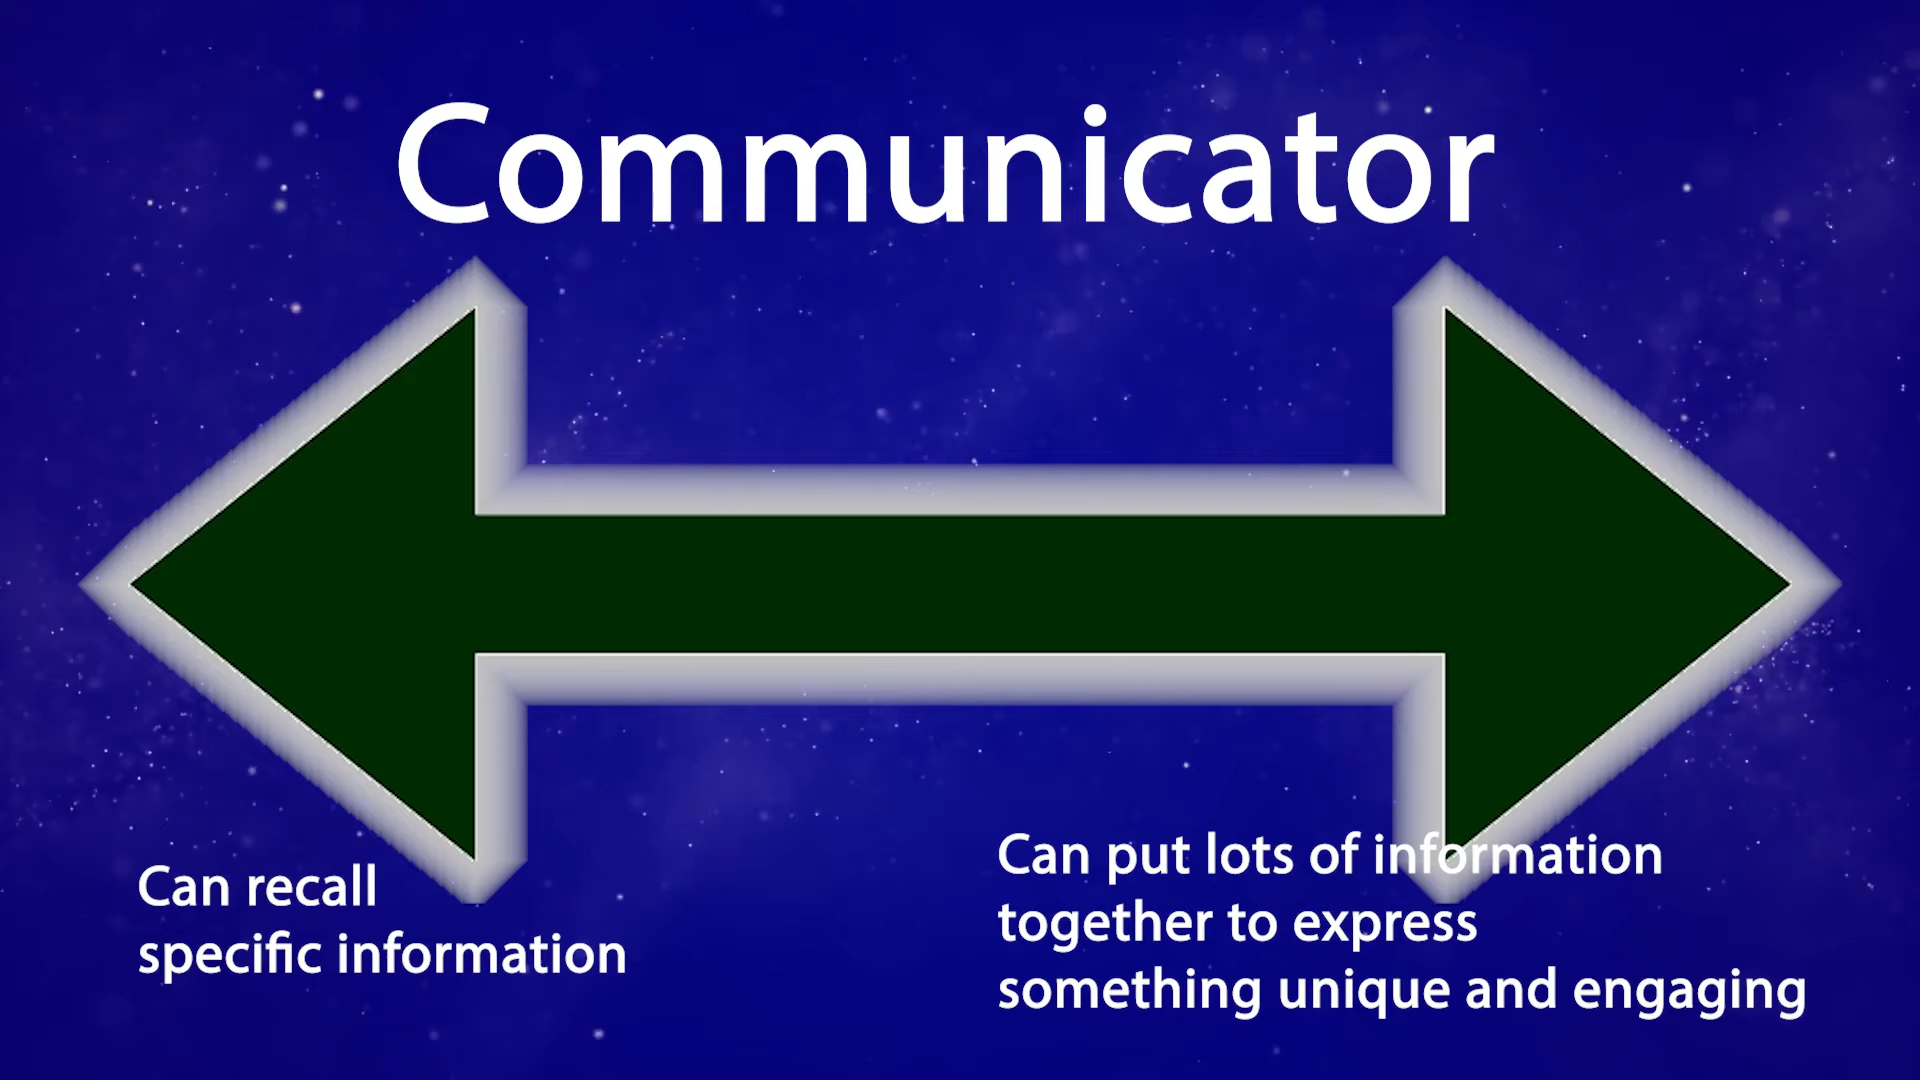 Communicator
Can recall
specific information
Can put lots of information
together to express
something unique and engaging